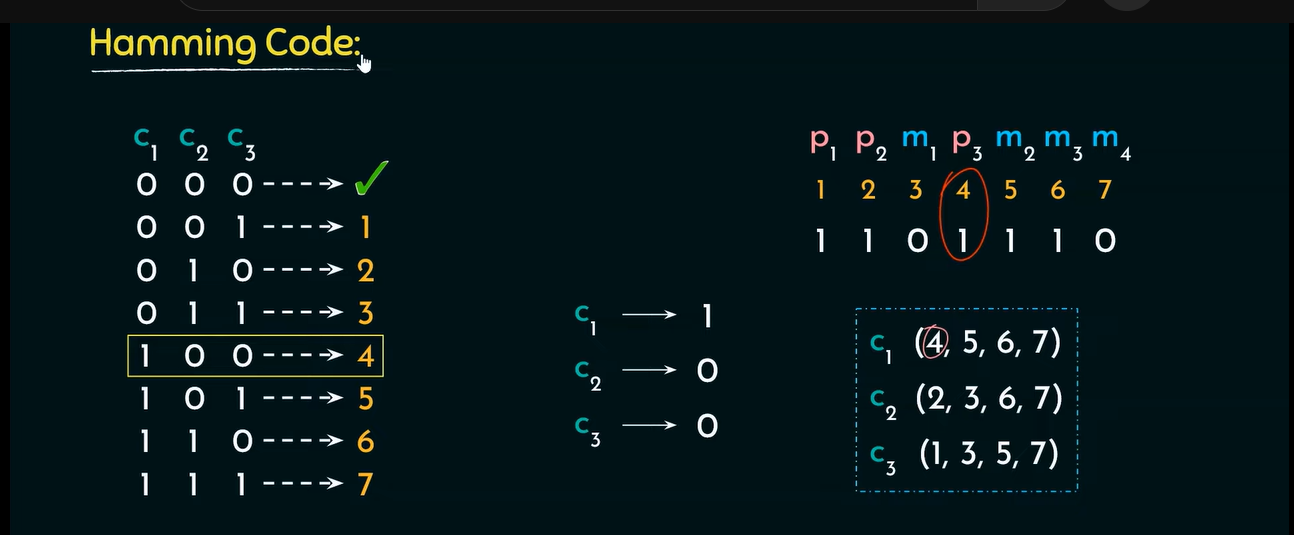 Hamming Code:
c1 c2 c3
0 0 0
0 0 1 1
0 1 0 2
0 1 1 3
1 0 0 4
1 0 1 5
1 1 0 6
1 1 1 7
c1 1
c2 0
c3 0
p1 p2 m1 p3 m2 m3 m4
1 2 3 4 5 6 7
1 1 0 1 1 1 0
c1 (4, 5, 6, 7)
c2 (2, 3, 6, 7)
c3 (1, 3, 5, 7)